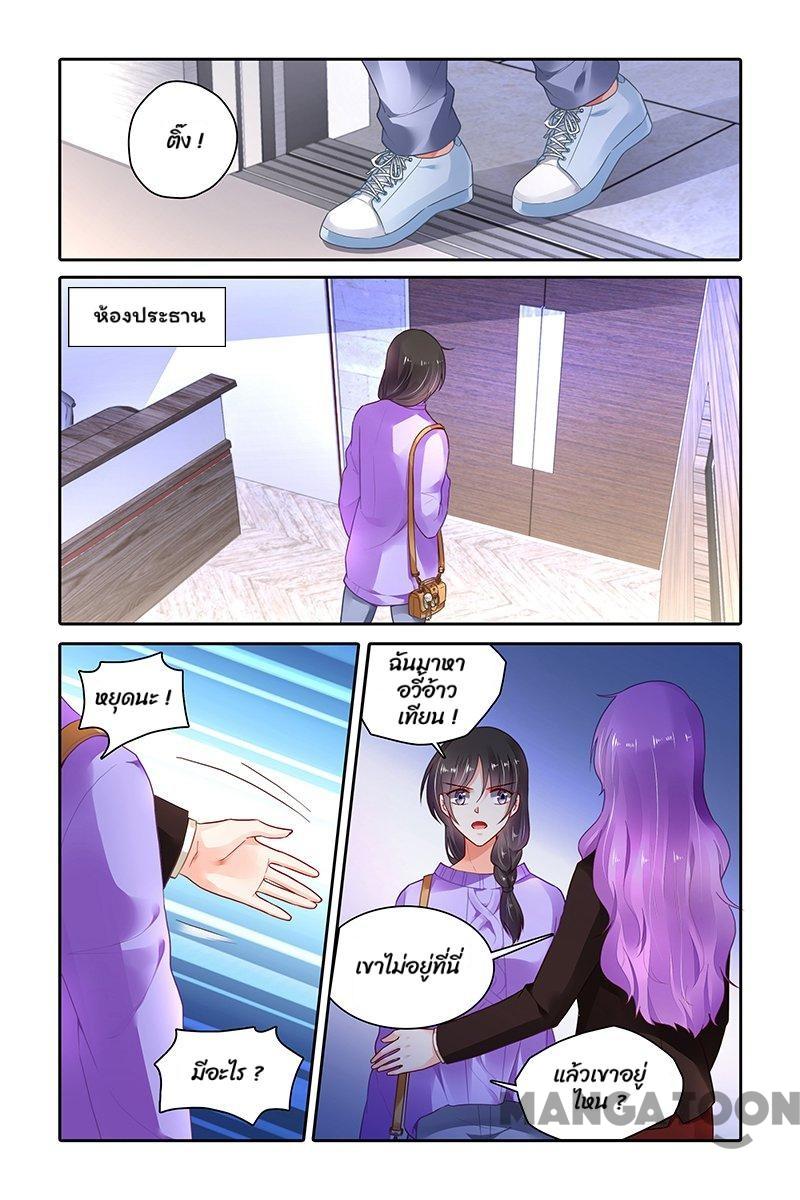 ติ๊ง !
ห้องประธาน
หยุดนะ !
มีอะไร ?
ฉันมาหา
อวี้อ้าว
เทียน !
เขาไม่อยู่ที่นี่
แล้วเขาอยู่
ไหน ?
MANGATOON